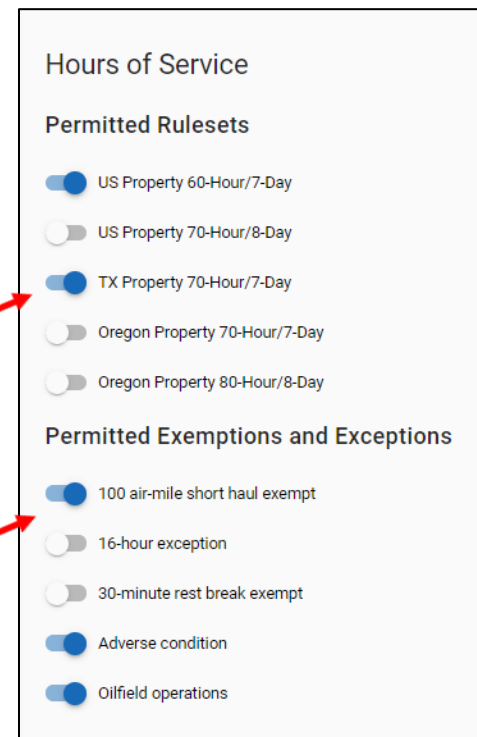 Hours of Service
Permitted Rulesets
US Property 60-Hour/7-Day
US Property 70-Hour/8-Day
TX Property 70-Hour/7-Day
Oregon Property 70-Hour/7-Day
Oregon Property 80-Hour/8-Day
Permitted Exemptions and Exceptions
100 air-mile short haul exempt
16-hour exception
30-minute rest break exempt
Adverse condition
Oilfield operations